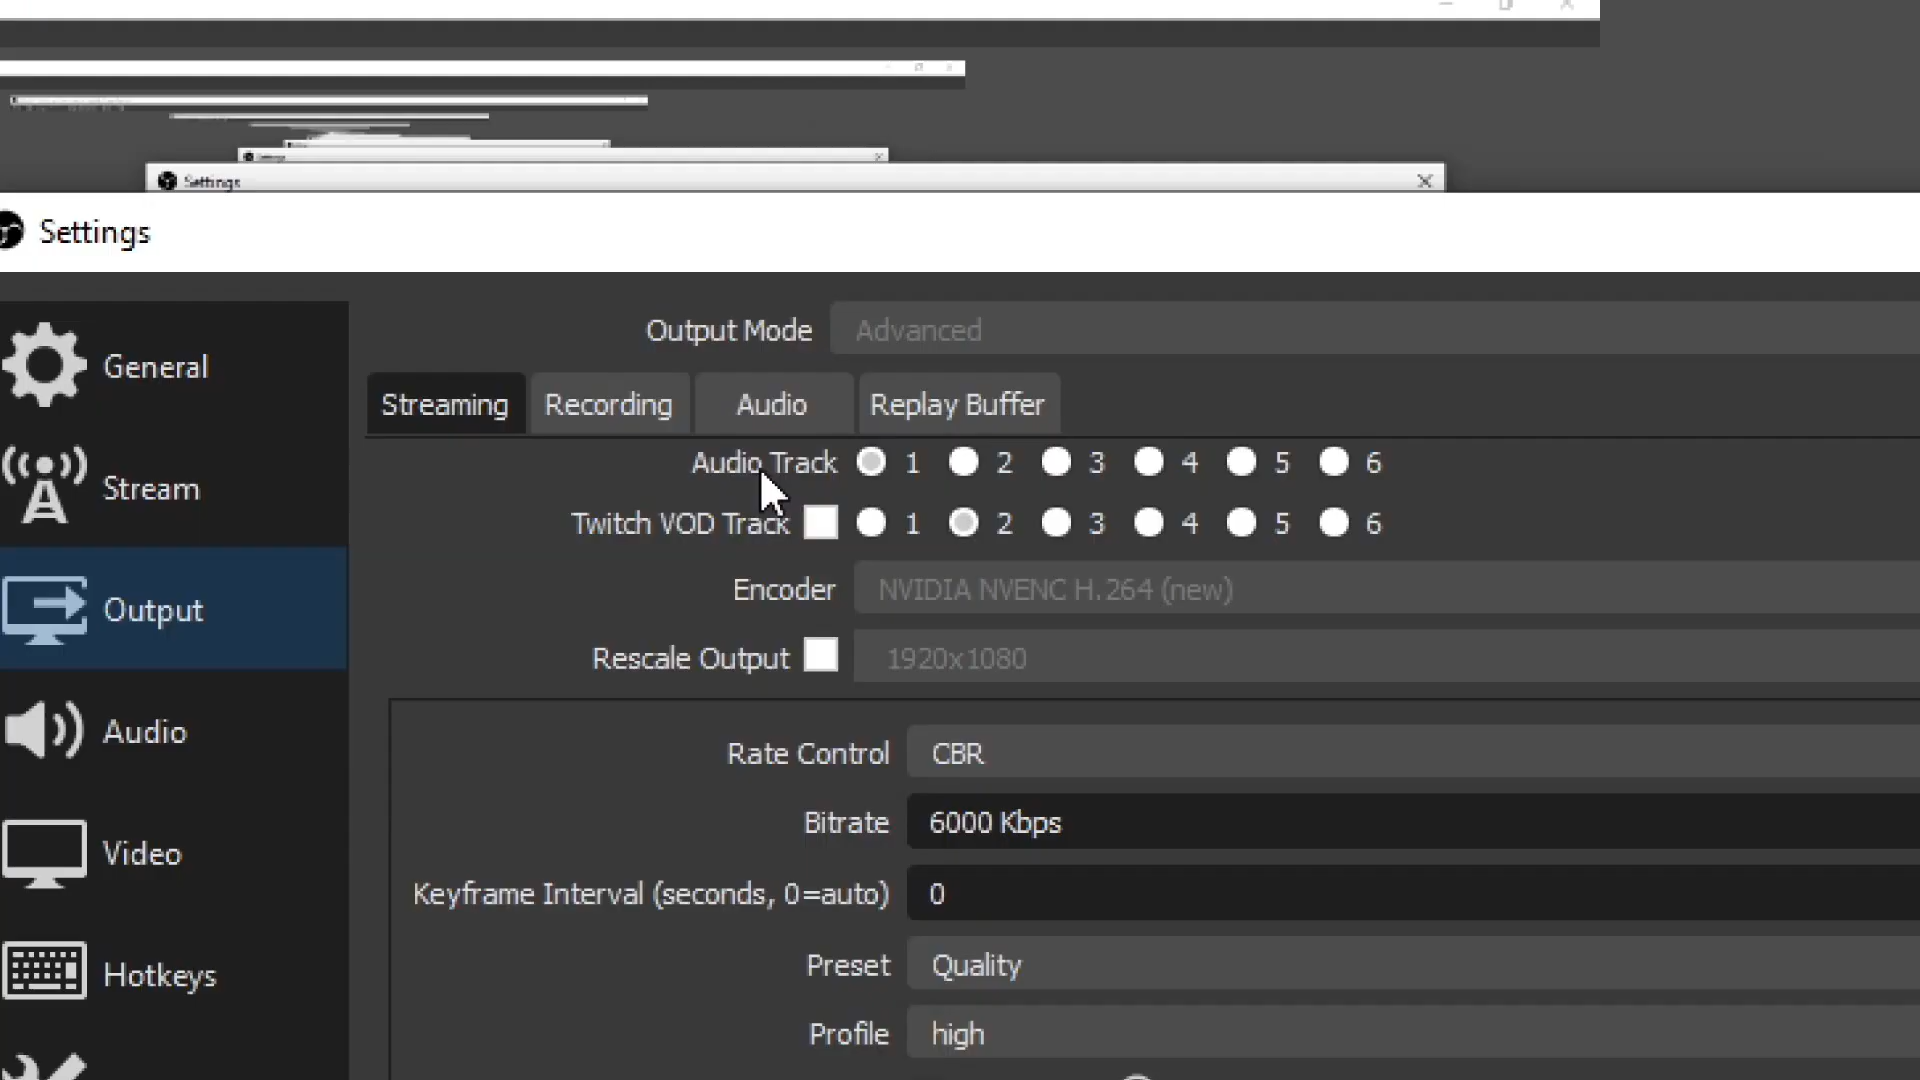 Settings
Settings
General
Stream
Output
Audio
Video
Hotkeys
Output Mode Advanced
Streaming Recording Audio Replay Buffer
Audio Track 1 2 3 4 5 6
Twitch VOD Track 1 2 3 4 5 6
Encoder NVIDIA NVENC H.264 (new)
Rescale Output 1920x1080
Rate Control CBR
Bitrate 6000 Kbps
Keyframe Interval (seconds, 0=auto) 0
Preset Quality
Profile high